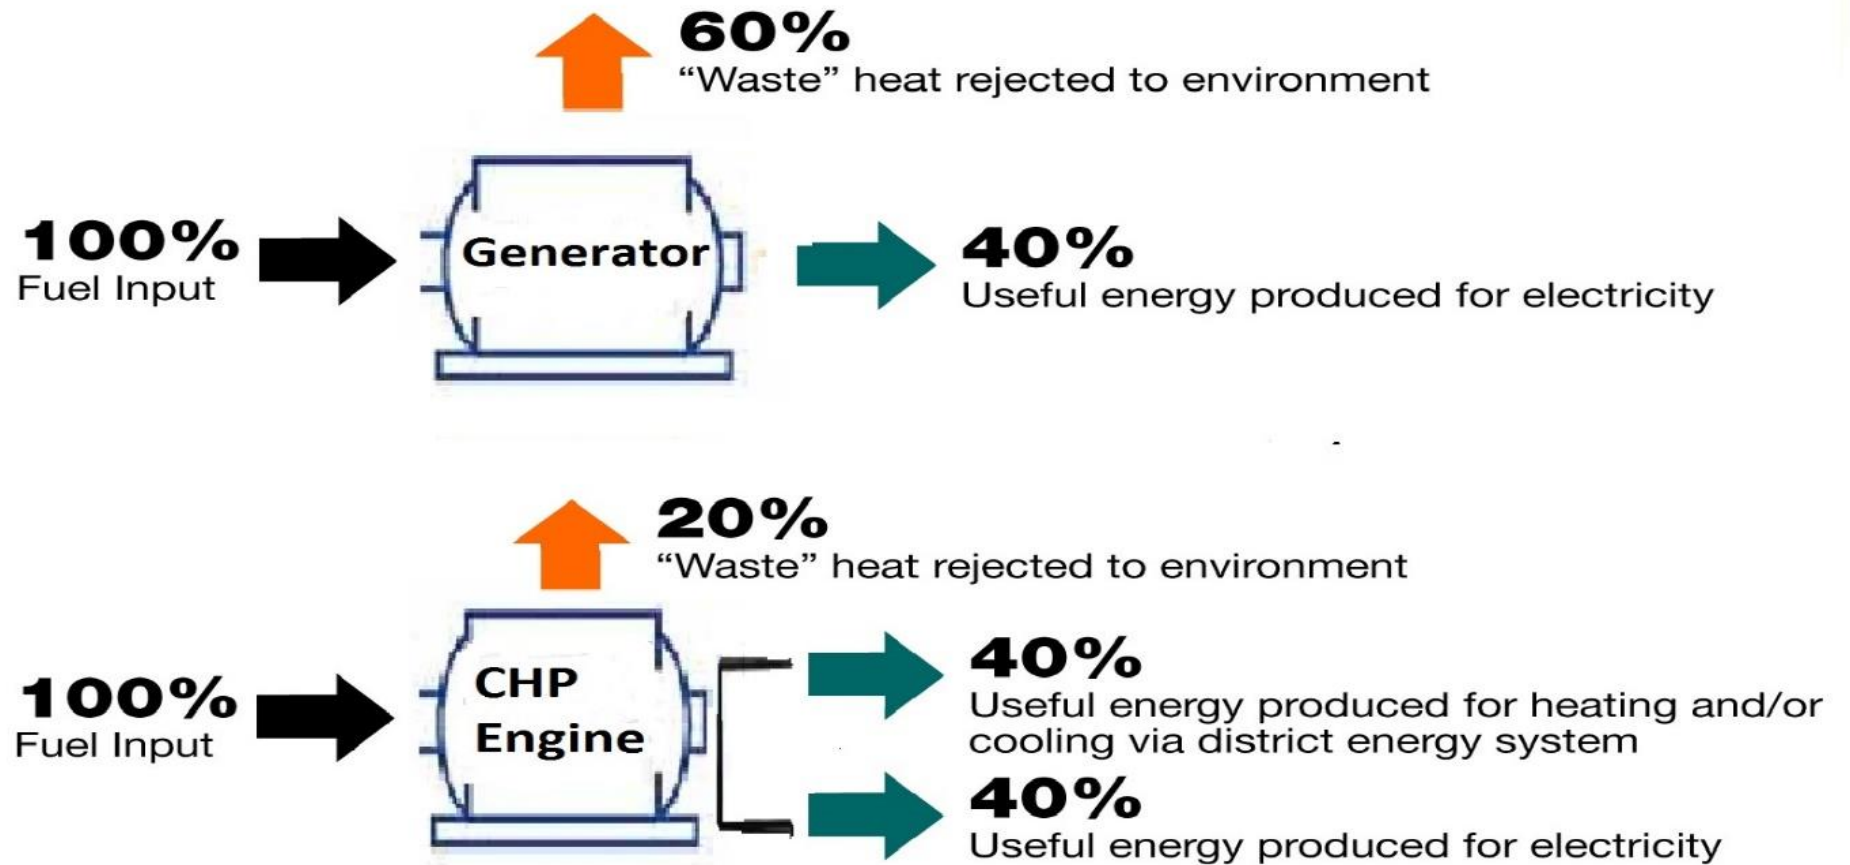 60%
“Waste” heat rejected to environment
100%
Fuel Input
Generator
40%
Useful energy produced for electricity
20%
“Waste” heat rejected to environment
100%
Fuel Input
CHP
Engine
40%
Useful energy produced for heating and/or
cooling via district energy system
40%
Useful energy produced for electricity